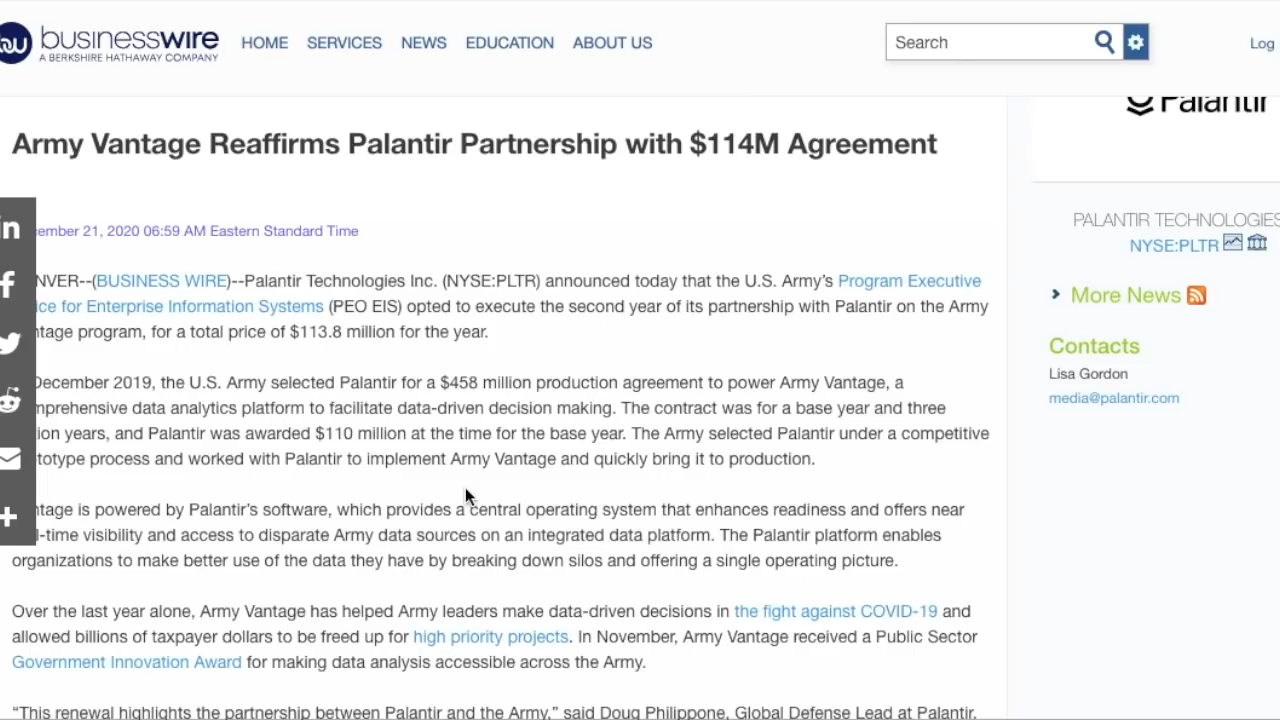 businesswire
A BERKSHIRE HATHAWAY COMPANY
HOME SERVICES NEWS EDUCATION ABOUT US
Search
Log
Palantir
Army Vantage Reaffirms Palantir Partnership with $114M Agreement
cember 21, 2020 06:59 AM Eastern Standard Time
NVER--(BUSINESS WIRE)--Palantir Technologies Inc. (NYSE:PLTR) announced today that the U.S. Army's Program Executive
ice for Enterprise Information Systems (PEO EIS) opted to execute the second year of its partnership with Palantir on the Army
ntage program, for a total price of $113.8 million for the year.
December 2019, the U.S. Army selected Palantir for a $458 million production agreement to power Army Vantage, a
mprehensive data analytics platform to facilitate data-driven decision making. The contract was for a base year and three
ion years, and Palantir was awarded $110 million at the time for the base year. The Army selected Palantir under a competitive
totype process and worked with Palantir to implement Army Vantage and quickly bring it to production.
ntage is powered by Palantir's software, which provides a central operating system that enhances readiness and offers near
l-time visibility and access to disparate Army data sources on an integrated data platform. The Palantir platform enables
organizations to make better use of the data they have by breaking down silos and offering a single operating picture.
Over the last year alone, Army Vantage has helped Army leaders make data-driven decisions in the fight against COVID-19 and
allowed billions of taxpayer dollars to be freed up for high priority projects. In November, Army Vantage received a Public Sector
Government Innovation Award for making data analysis accessible across the Army.
"This renewal highlights the partnership between Palantir and the Army," said Doug Philippone, Global Defense Lead at Palantir.
PALANTIR TECHNOLOGIES
NYSE:PLTR
More News
Contacts
Lisa Gordon
media@palantir.com